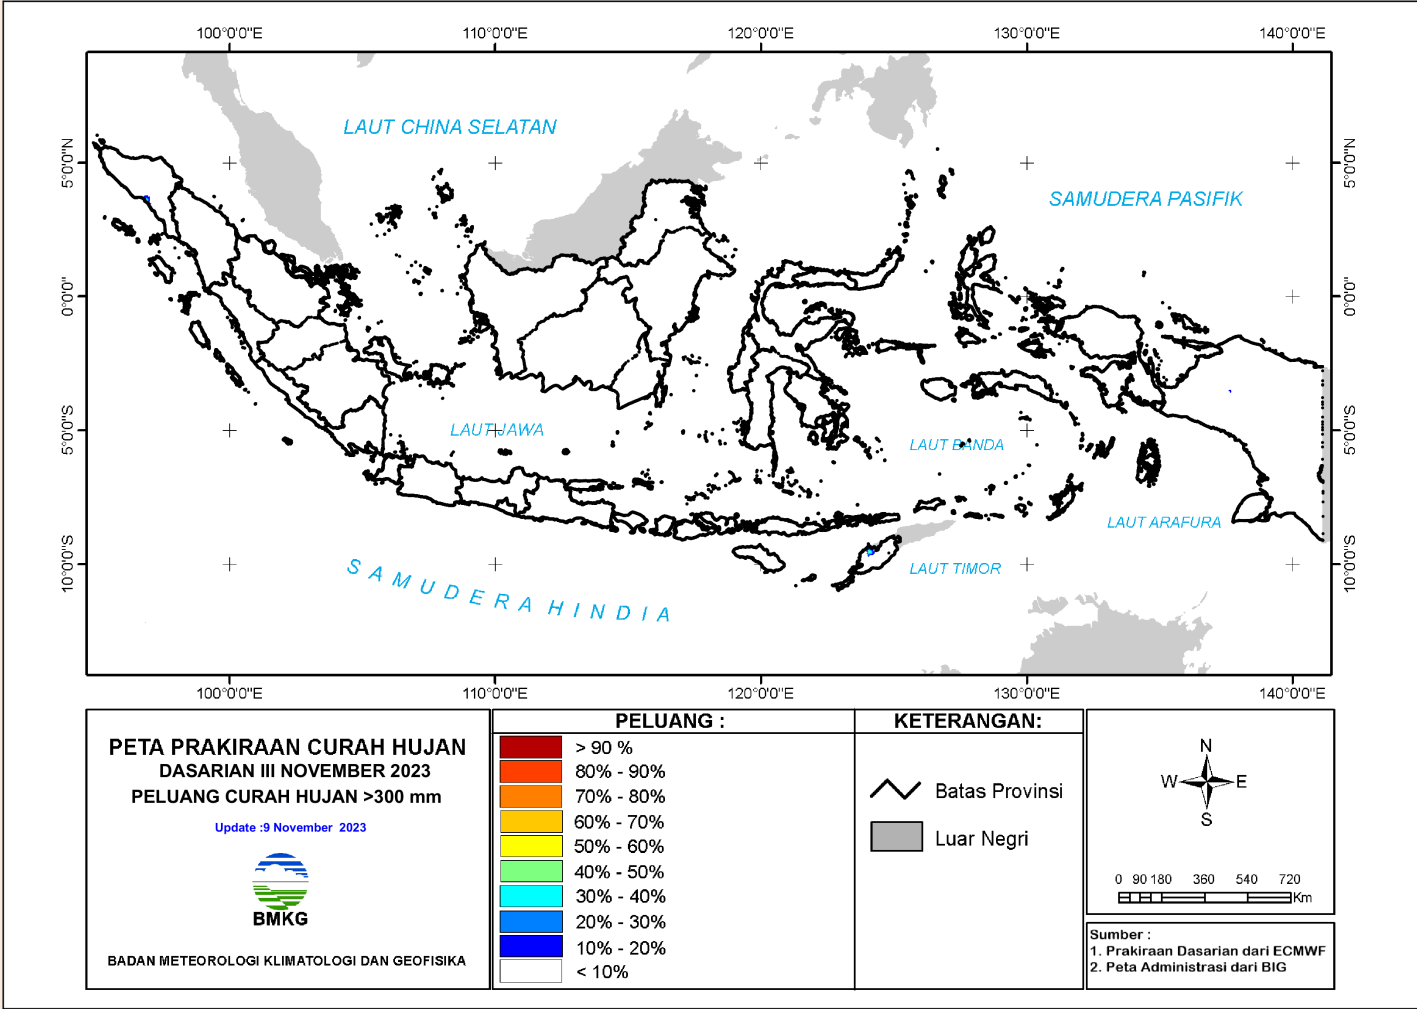 100°0'0"E 110°0'0"E 120°0'0"E 130°0'0"E 140°0'0"E
5°0'0"N
0°0'0"
5°0'0"S
10°0'0"S
LAUT CHINA SELATAN
SAMUDERA PASIFIK
LAUT JAWA
LAUT BANDA
LAUT ARAFURA
LAUT TIMOR
SAMUDERA HINDIA
5°0'0"N
0°0'0"
5°0'0"S
10°0'0"S
100°0'0"E 110°0'0"E 120°0'0"E 130°0'0"E 140°0'0"E
PETA PRAKIRAAN CURAH HUJAN
DASARIAN III NOVEMBER 2023
PELUANG CURAH HUJAN >300 mm
Update :9 November 2023
BMKG
BADAN METEOROLOGI KLIMATOLOGI DAN GEOFISIKA
PELUANG :
> 90 %
80% - 90%
70% - 80%
60% - 70%
50% - 60%
40% - 50%
30% - 40%
20% - 30%
10% - 20%
< 10%
KETERANGAN:
Batas Provinsi
Luar Negri
N
W E
S
0 90 180 360 540 720
Km
Sumber :
1. Prakiraan Dasarian dari ECMWF
2. Peta Administrasi dari BIG